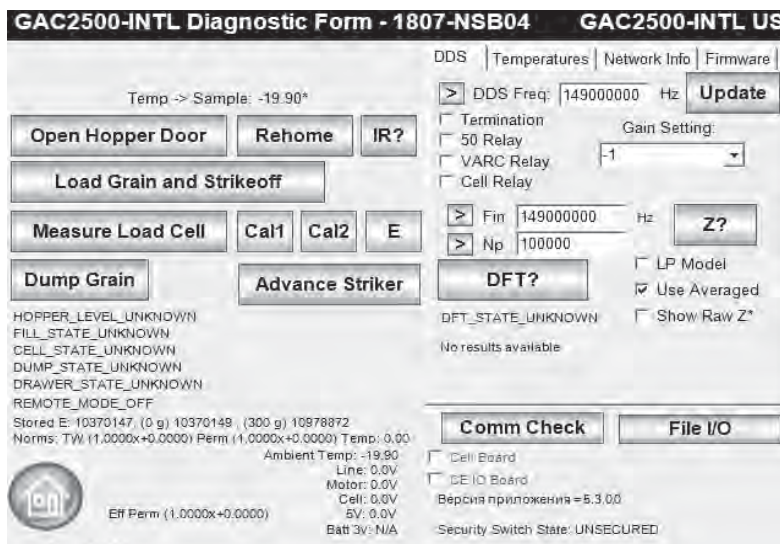 GAC2500-INTL Diagnostic Form - 1807-NSB04 GAC2500-INTL US
DDS Temperatures Network Info Firmware
Temp -> Sample: -19.90*
> DDS Freq: 149000000 Hz Update
Termination
50 Relay
VARC Relay
Cell Relay
Gain Setting:
-1
Open Hopper Door Rehome IR?
Load Grain and Strikeoff
> Fin 149000000 Hz
> Np 100000
Z?
Measure Load Cell Cal1 Cal2 E
Dump Grain Advance Striker
DFT?
LP Model
Use Averaged
Show Raw Z*
DFT_STATE_UNKNOWN
No results available
HOPPER_LEVEL_UNKNOWN
FILL_STATE_UNKNOWN
CELL_STATE_UNKNOWN
DUMP_STATE_UNKNOWN
DRAWER_STATE_UNKNOWN
REMOTE_MODE_OFF
Stored E: 10370147, (0 g) 10370149 , (300 g) 10978872
Norms: TW (1.0000x+0.0000) Perm (1.0000x+0.0000) Temp: 0.00
Ambient Temp: -19.90
Line: 0.0V
Motor: 0.0V
Cell: 0.0V
Eff Perm (1.0000x+0.0000) 5V: 0.0V
Batt 3v: N/A
Comm Check File I/O
Cell Board
CE IO Board
Версия приложения = 5.3.0.0
Security Switch State: UNSECURED